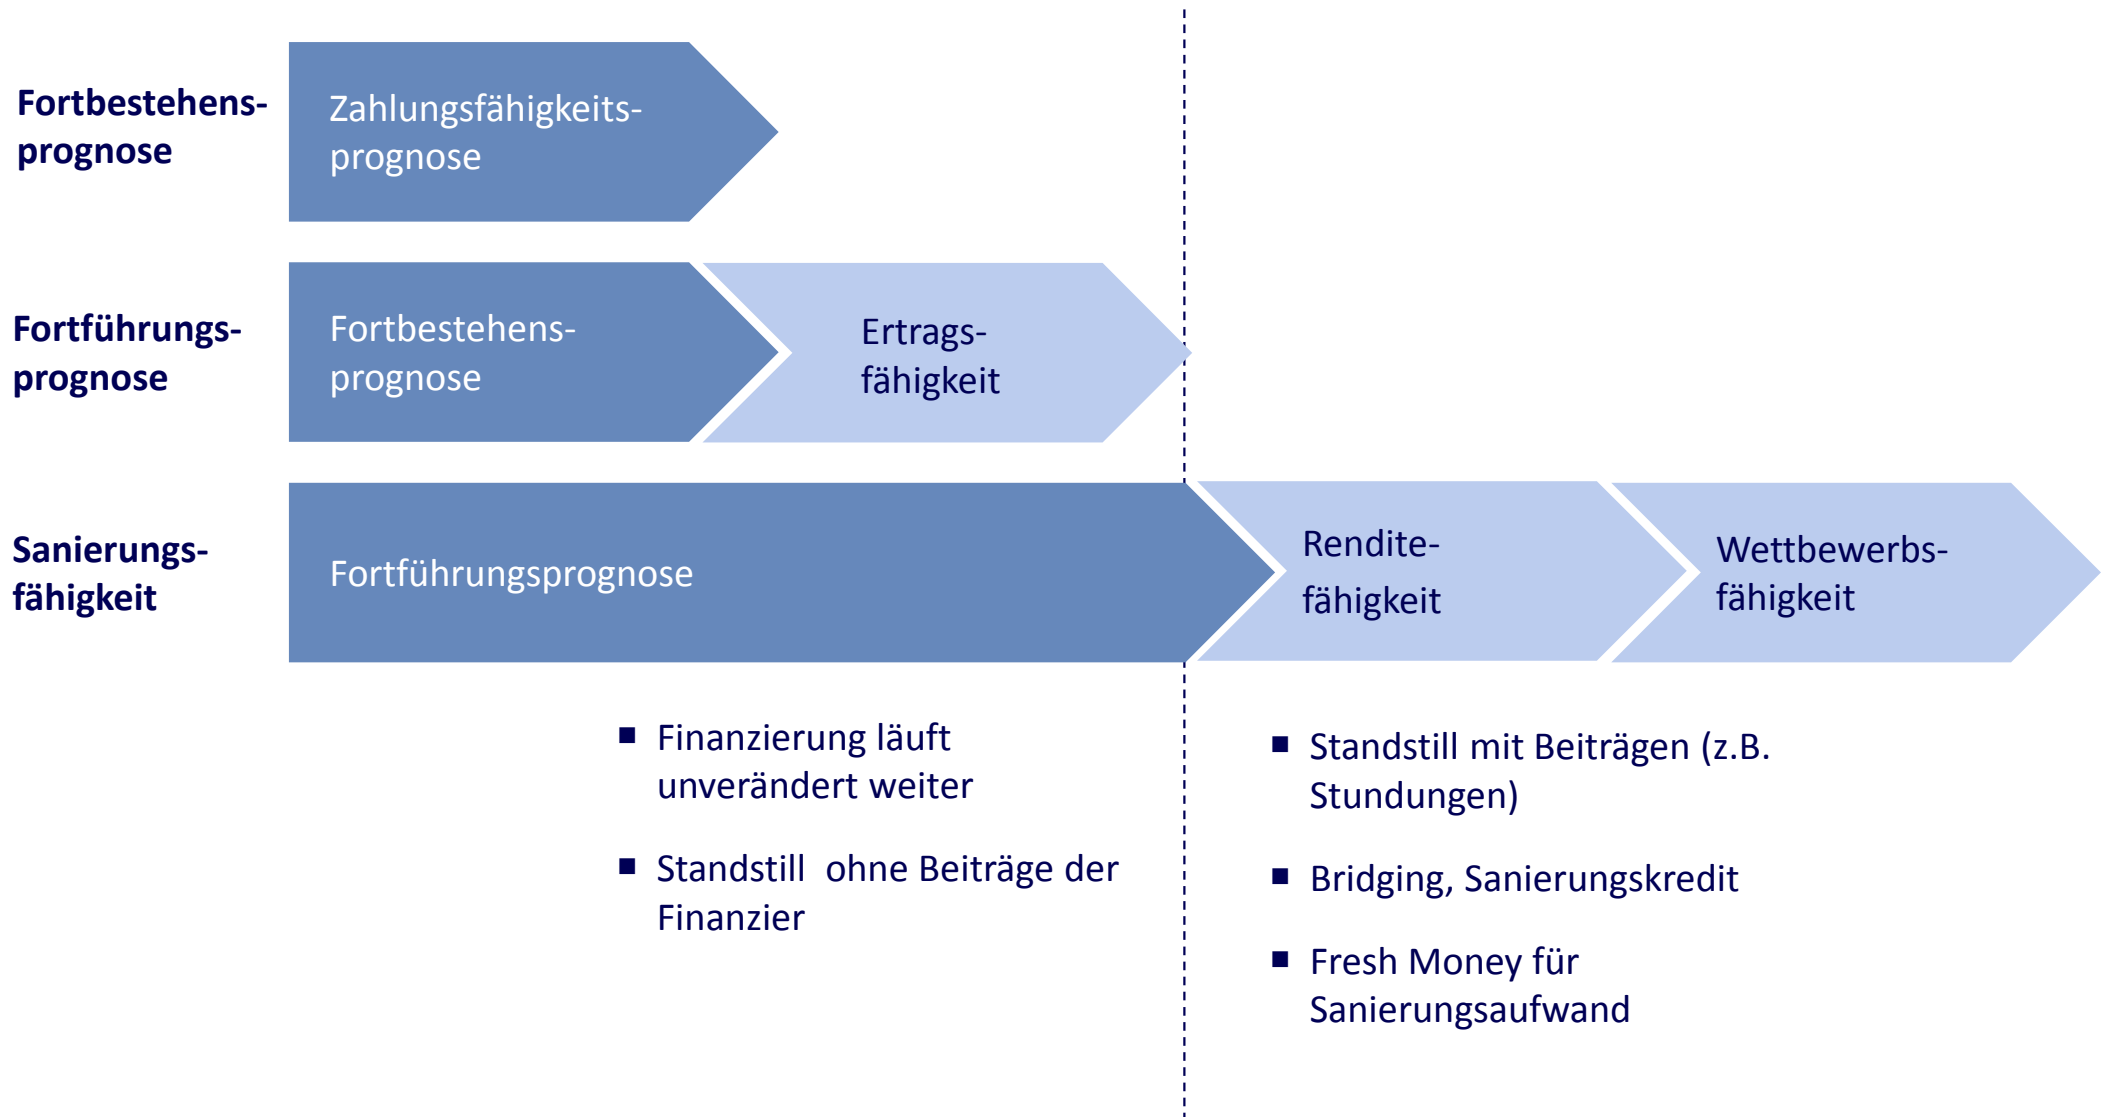 Fortbestehens-
prognose
Zahlungsfähigkeits-
prognose
Fortführungs-
prognose
Fortbestehens-
prognose
Ertrags-
fähigkeit
Sanierungs-
fähigkeit
Fortführungsprognose
Rendite-
fähigkeit
Wettbewerbs-
fähigkeit
■ Finanzierung läuft
unverändert weiter
■ Standstill ohne Beiträge der
Finanzier
■ Standstill mit Beiträgen (z.B.
Stundungen)
■ Bridging, Sanierungskredit
■ Fresh Money für
Sanierungsaufwand